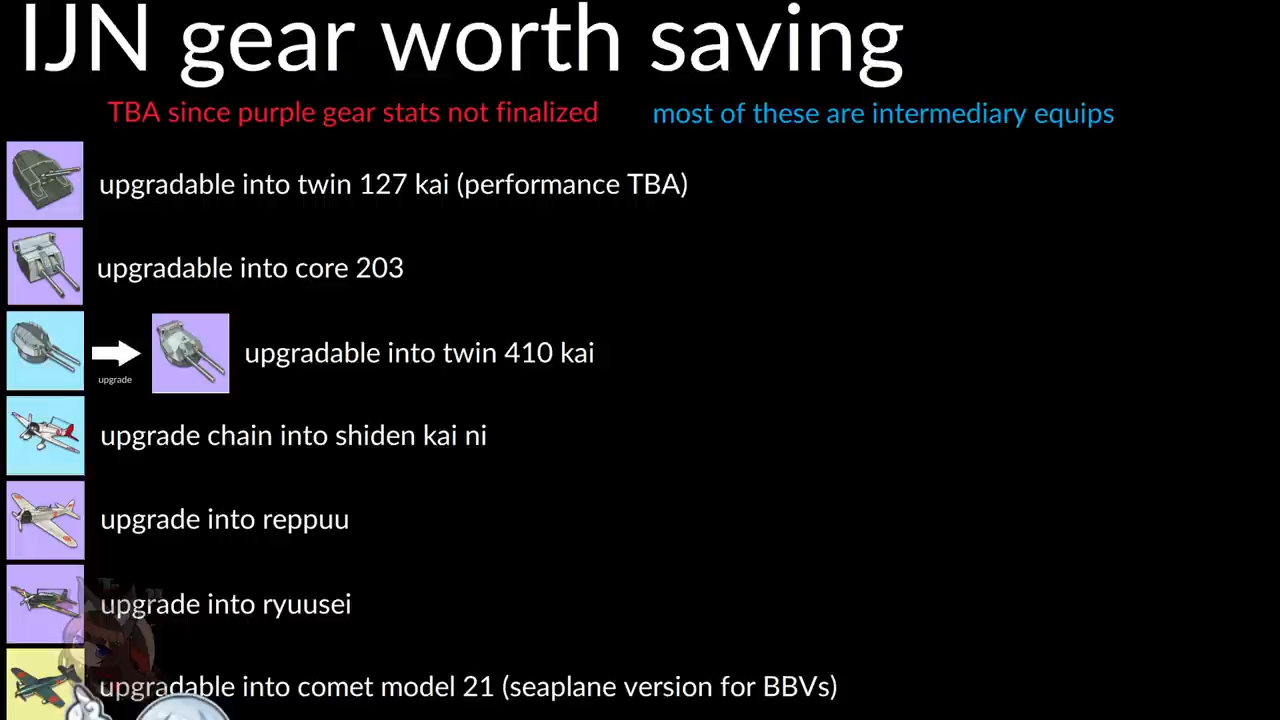 IJN gear worth saving
TBA since purple gear stats not finalized
most of these are intermediary equips
upgradable into twin 127 kai (performance TBA)
upgradable into core 203
upgrade
upgradable into twin 410 kai
upgrade chain into shiden kai ni
upgrade into reppuu
upgrade into ryuusei
upgradable into comet model 21 (seaplane version for BBVs)